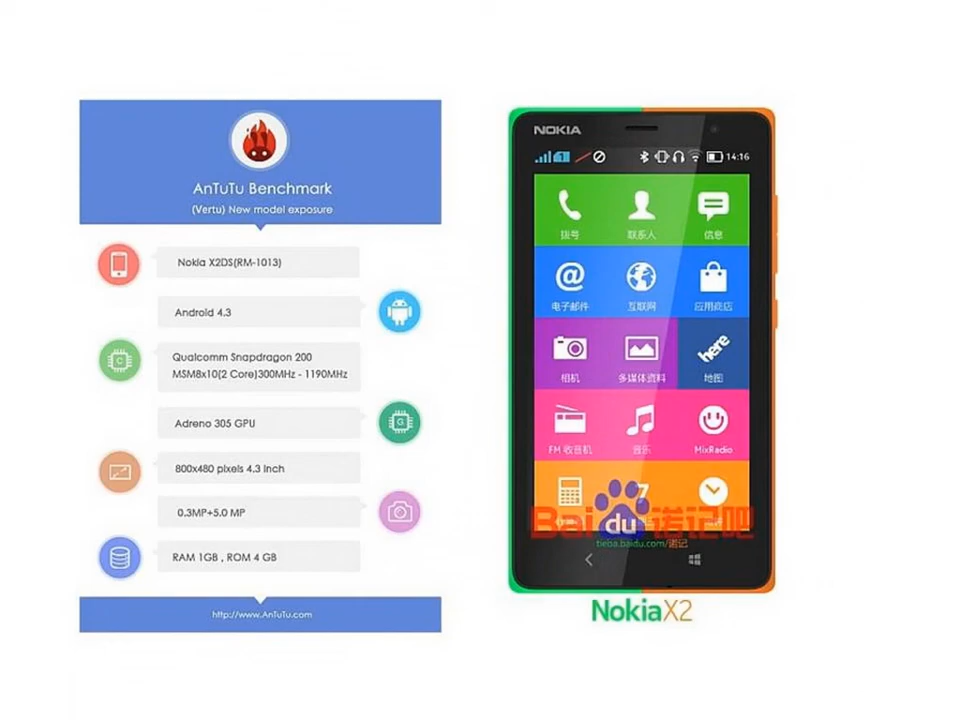 AnTuTu Benchmark
(Vertu) New model exposure
Nokia X2DS(RM-1013)
Android 4.3
C
Qualcomm Snapdragon 200
MSM8x10(2 Core)300MHz - 1190MHz
Adreno 305 GPU
G
800x480 pixels 4.3 inch
0.3MP+5.0 MP
RAM 1GB , ROM 4 GB
http://www.AnTuTu.com
NOKIA
1 14:16
拨号 联系人 信息
@
电子邮件 互联网 应用商店
here
相机 多媒体资料 地图
FM 收音机 音乐 MixRadio
7
Bai du 诺记吧
tieba.baidu.com/诺记
NokiaX2